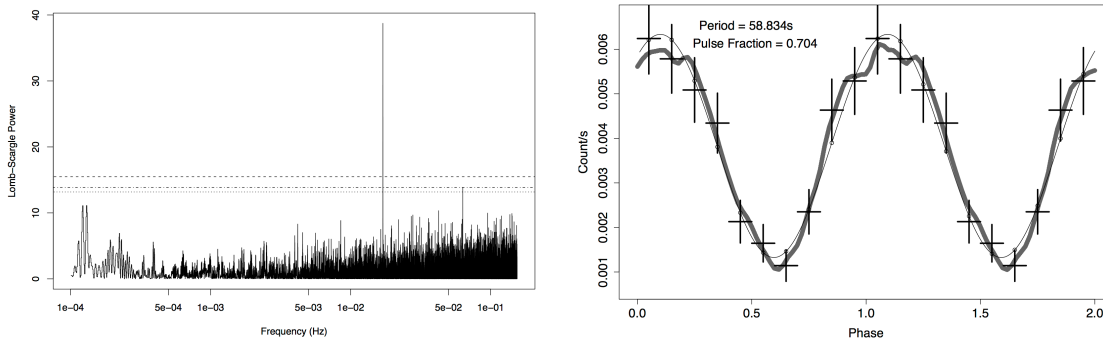 40
30
20
10
0
Lomb−Scargle Power
1e−04
5e−04
1e−03
5e−03
1e−02
5e−02
1e−01
Frequency (Hz)
Period = 58.834s
Pulse Fraction = 0.704
0.006
0.005
0.004
0.003
0.002
0.001
Count/s
0.0
0.5
1.0
1.5
2.0
Phase